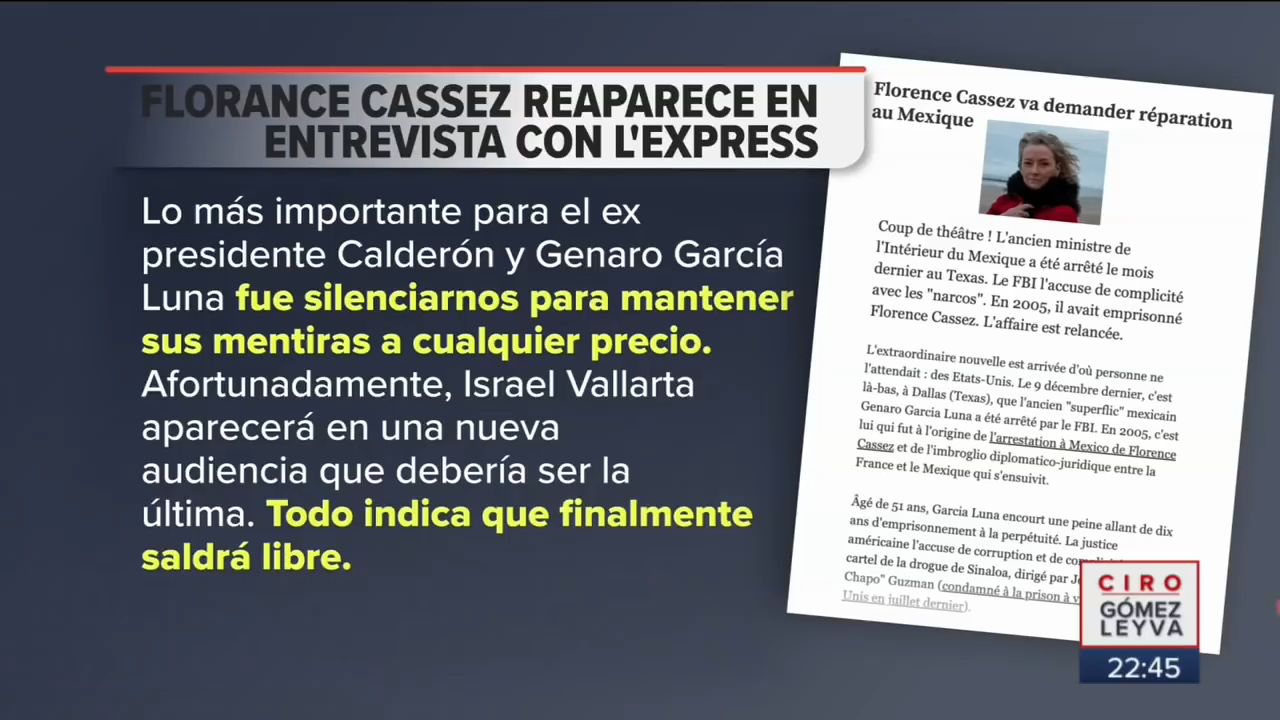 FLORANCE CASSEZ REAPARECE EN
ENTREVISTA CON L'EXPRESS
Lo más importante para el ex
presidente Calderón y Genaro García
Luna fue silenciarnos para mantener
sus mentiras a cualquier precio.
Afortunadamente, Israel Vallarta
aparecerá en una nueva
audiencia que debería ser la
última. Todo indica que finalmente
saldrá libre.
Florence Cassez va demander réparation
au Mexique
Coup de théâtre ! L'ancien ministre de
l'Intérieur du Mexique a été arrêté le mois
dernier au Texas. Le FBI l'accuse de complicité
avec les "narcos". En 2005, il avait emprisonné
Florence Cassez. L'affaire est relancée.
L'extraordinaire nouvelle est arrivée d'où personne ne
l'attendait : des Etats-Unis. Le 9 décembre dernier, c'est
là-bas, à Dallas (Texas), que l'ancien "superflic" mexicain
Genaro Garcia Luna a été arrêté par le FBI. En 2005, c'est
lui qui fut à l'origine de l'arrestation à Mexico de Florence
Cassez et de l'imbroglio diplomatico-juridique entre la
France et le Mexique qui s'ensuivit.
Âgé de 51 ans, Garcia Luna encourt une peine allant de dix
ans d'emprisonnement à la perpétuité. La justice
américaine l'accuse de corruption et de
cartel de la drogue de Sinaloa, dirigé par
Chapo" Guzman (condamné à la prison à
Unis en juillet dernier).
CIRO
GÓMEZ
LEYVA
22:45